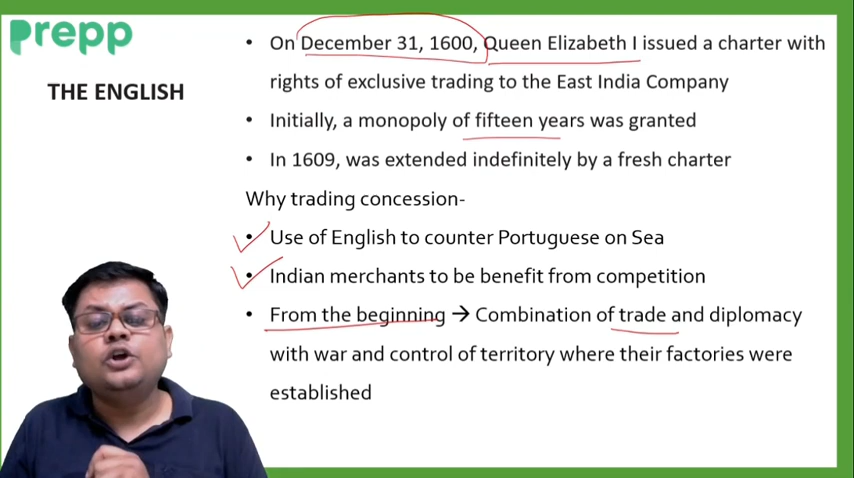 prepp
THE ENGLISH
• On December 31, 1600, Queen Elizabeth I issued a charter with
rights of exclusive trading to the East India Company
• Initially, a monopoly of fifteen years was granted
• In 1609, was extended indefinitely by a fresh charter
Why trading concession-
• Use of English to counter Portuguese on Sea
• Indian merchants to be benefit from competition
• From the beginning → Combination of trade and diplomacy
with war and control of territory where their factories were
established